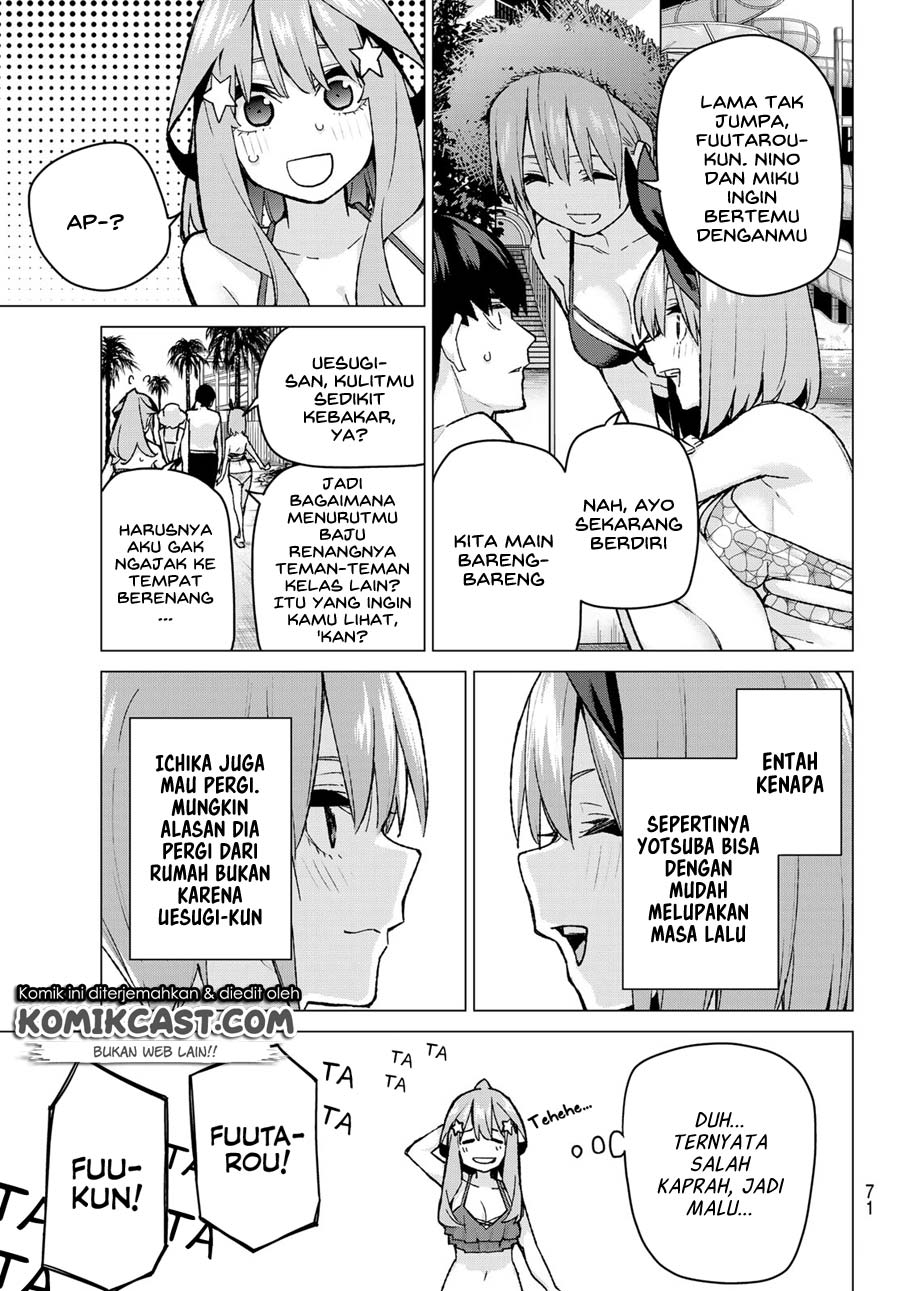 LAMA TAK
JUMPA,
FUUTAROU-
KUN. NINO
DAN MIKU
INGIN
BERTEMU
DENGANMU
NAH, AYO
SEKARANG
BERDIRI
KITA MAIN
BARENG-
BARENG
AP-?
UESUGI-
SAN, KULITMU
SEDIKIT
KEBAKAR,
YA?
JADI
BAGAIMANA
MENURUTMU
BAJU
RENANGNYA
TEMAN-TEMAN
KELAS LAIN?
ITU YANG INGIN
KAMU LIHAT,
'KAN?
HARUSNYA
AKU GAK
NGAJAK KE
TEMPAT
BERENANG
...
ENTAH
KENAPA
SEPERTINYA
YOTSUBA BISA
DENGAN
MUDAH
MELUPAKAN
MASA LALU
ICHIKA JUGA
MAU PERGI.
MUNGKIN
ALASAN DIA
PERGI DARI
RUMAH BUKAN
KARENA
UESUGI-KUN
Komik ini diterjemahkan & diedit oleh
KOMIKCAST.COM
BUKAN WEB LAIN!!
DUH...
TERNYATA
SALAH
KAPRAH, JADI
MALU...
Tehehe...
TA
TA
TA
TA
TA
FUUTA-
ROU!
FUU-
KUN!
TA
TA
TA
TA
71